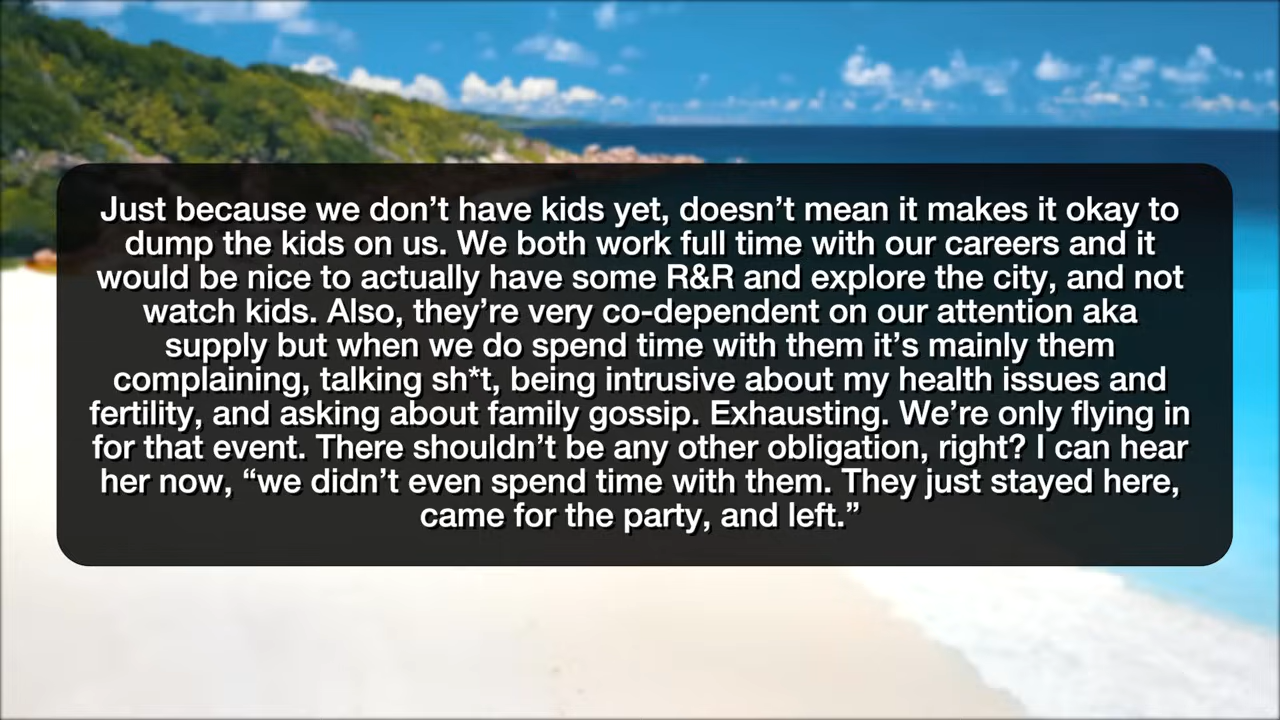 Just because we don’t have kids yet, doesn’t mean it makes it okay to
dump the kids on us. We both work full time with our careers and it
would be nice to actually have some R&R and explore the city, and not
watch kids. Also, they’re very co-dependent on our attention aka
supply but when we do spend time with them it’s mainly them
complaining, talking sh*t, being intrusive about my health issues and
fertility, and asking about family gossip. Exhausting. We’re only flying in
for that event. There shouldn’t be any other obligation, right? I can hear
her now, “we didn’t even spend time with them. They just stayed here,
came for the party, and left.”